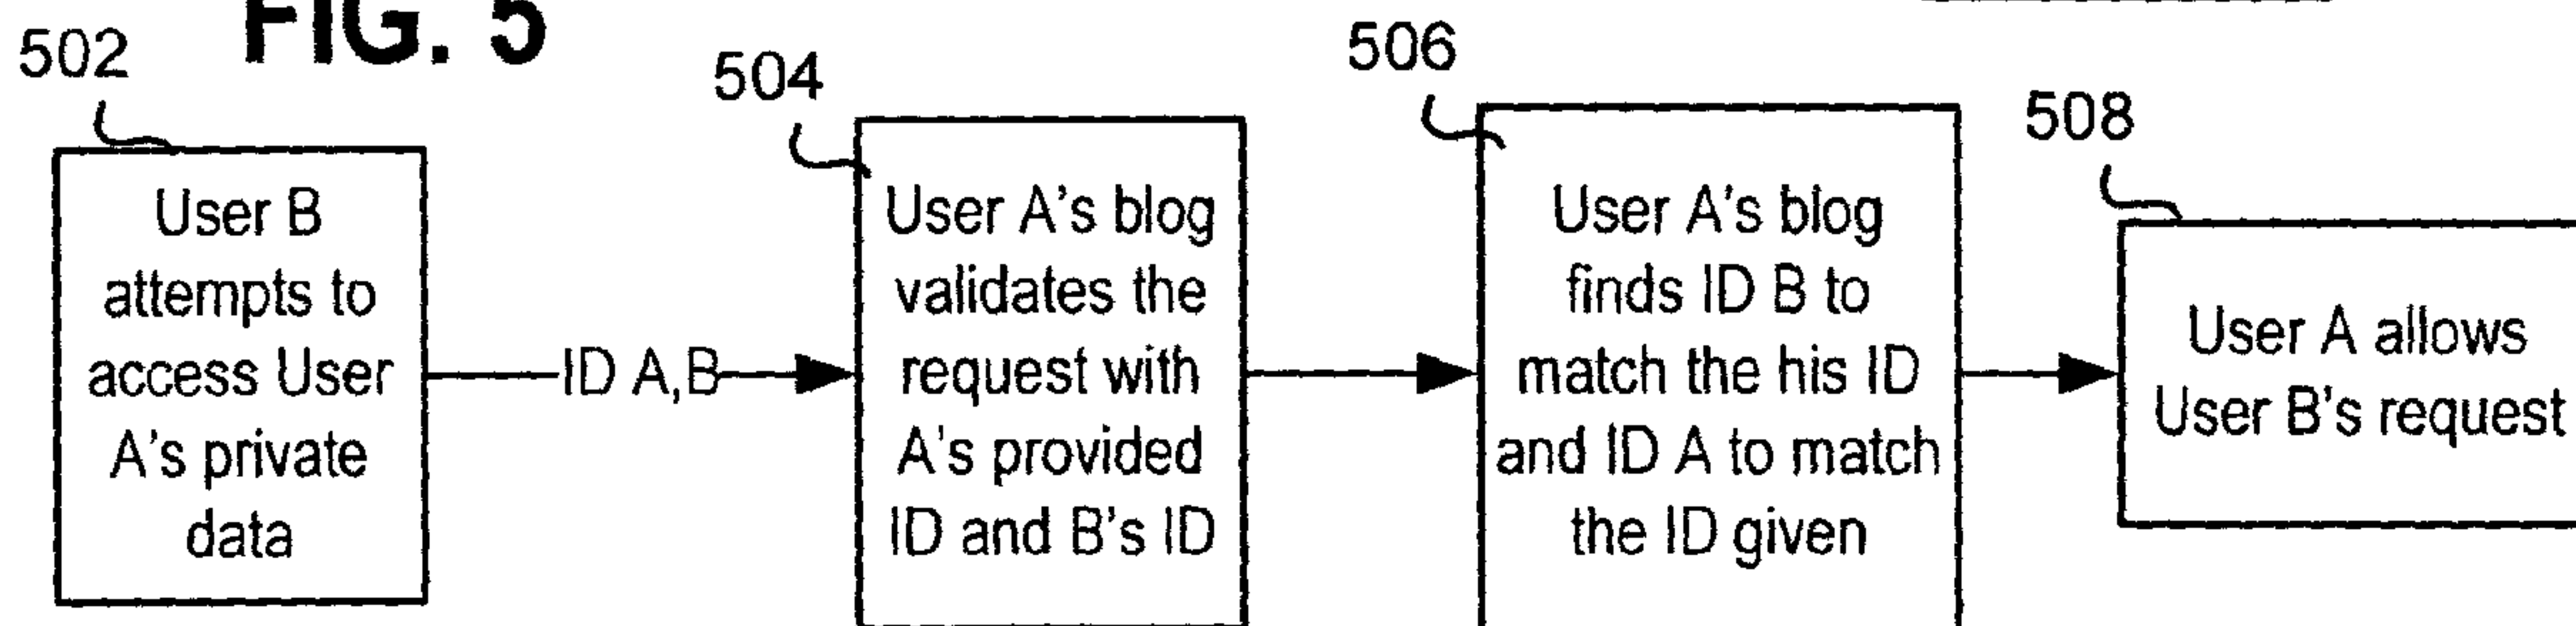 FIG. 5
502
504
506
508
User B
attempts to
access User
A's private
data
ID A,B
User A's blog
validates the
request with
A's provided
ID and B's ID
User A's blog
finds ID B to
match the his ID
and ID A to match
the ID given
User A allows
User B's request